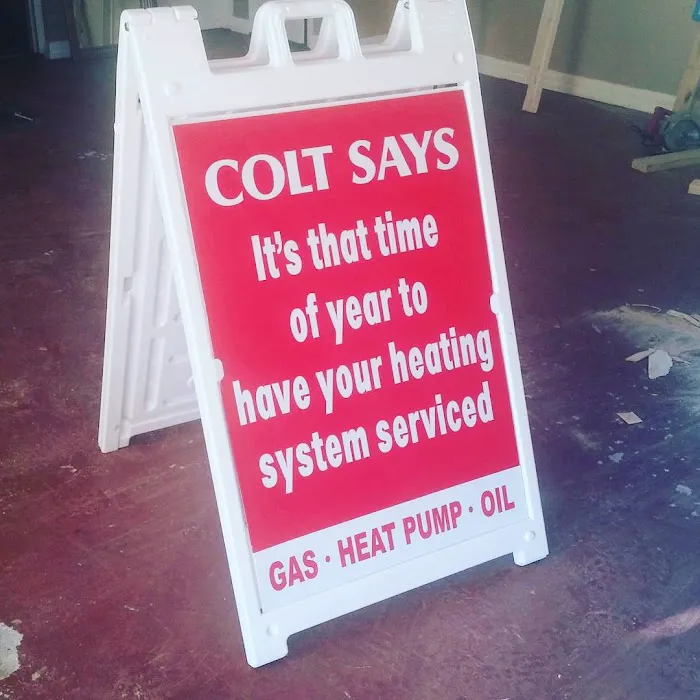 COLT SAYS
It's that time
of year to
have your heating
system serviced
GAS · HEAT PUMP · OIL